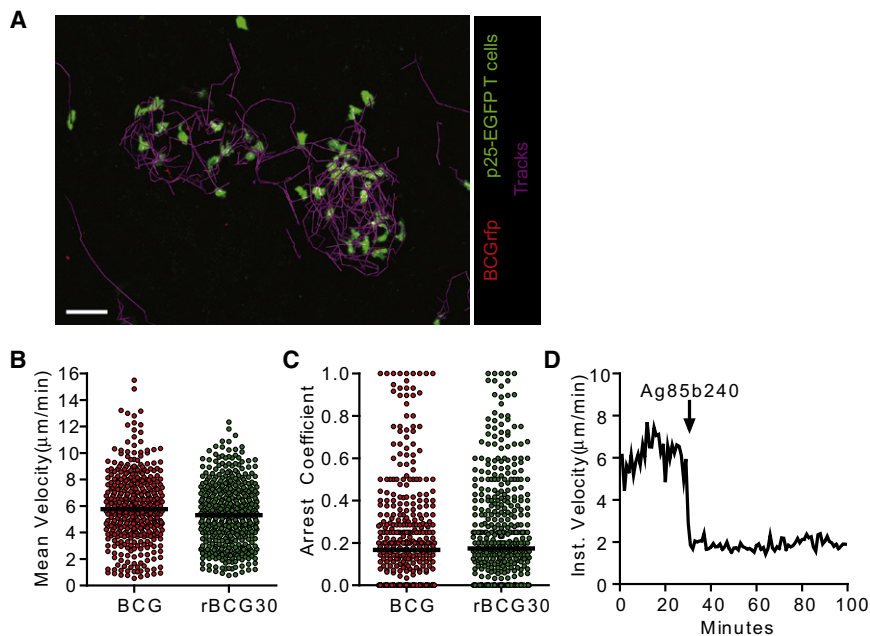 A
BCGrfp p25-EGFP T cells
Tracks
B
Mean Velocity(μm/min)
16
14
12
10
8
6
4
2
0
BCG rBCG30
C
Arrest Coefficient
1.0
0.8
0.6
0.4
0.2
0.0
BCG rBCG30
D
Inst. Velocity(μm/min)
10
8
6
4
2
0
Ag85b240
0 20 40 60 80 100
Minutes